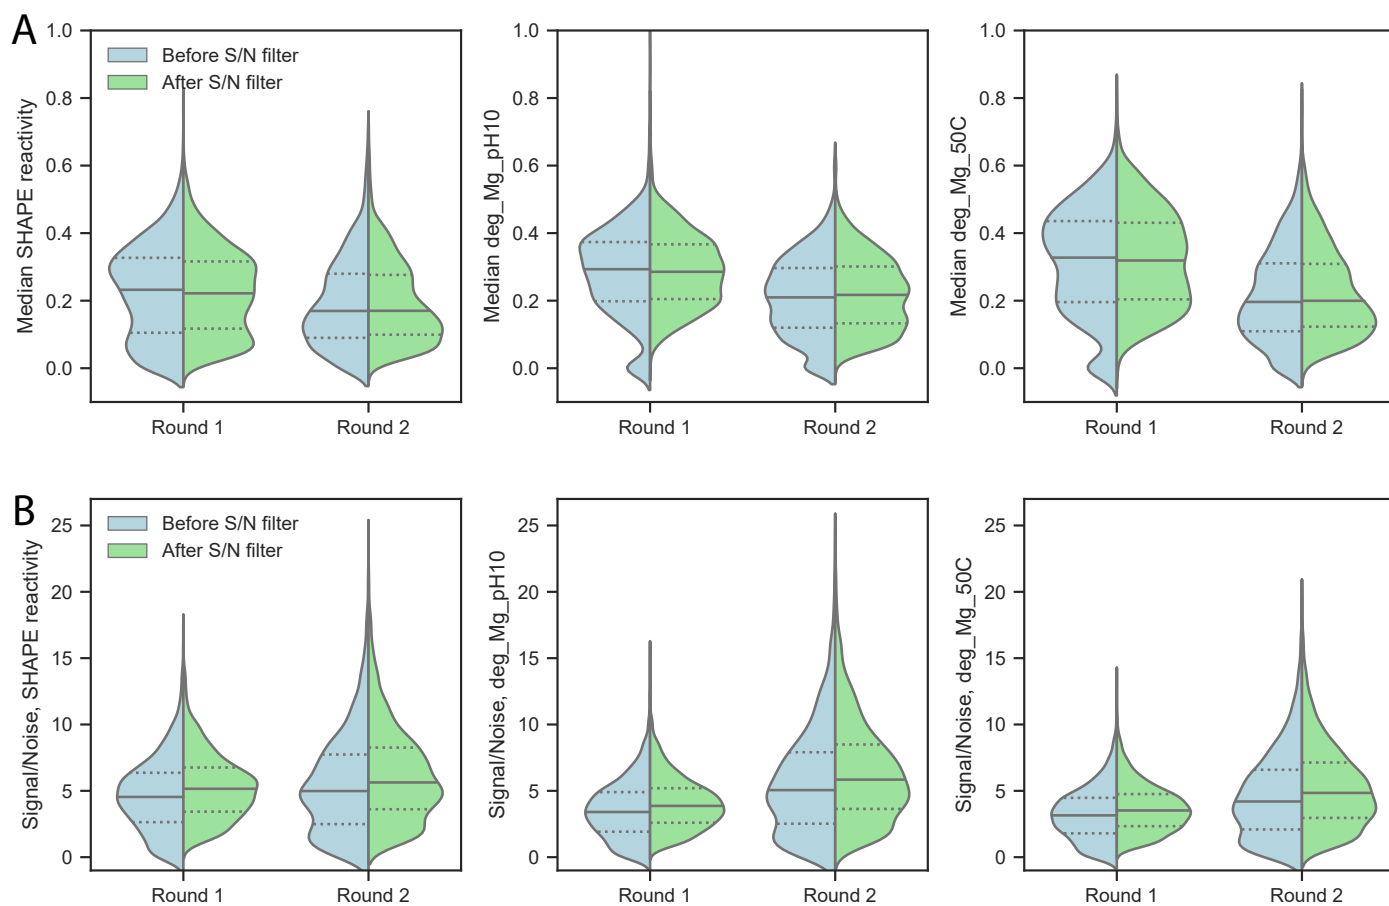 A
Median SHAPE reactivity
1.0
0.8
0.6
0.4
0.2
0.0
Before S/N filter
After S/N filter
Round 1
Round 2
Median deg_Mg_pH10
1.0
0.8
0.6
0.4
0.2
0.0
Round 1
Round 2
Median deg_Mg_50C
1.0
0.8
0.6
0.4
0.2
0.0
Round 1
Round 2
B
Signal/Noise, SHAPE reactivity
25
20
15
10
5
0
Before S/N filter
After S/N filter
Round 1
Round 2
Signal/Noise, deg_Mg_pH10
25
20
15
10
5
0
Round 1
Round 2
Signal/Noise, deg_Mg_50C
25
20
15
10
5
0
Round 1
Round 2